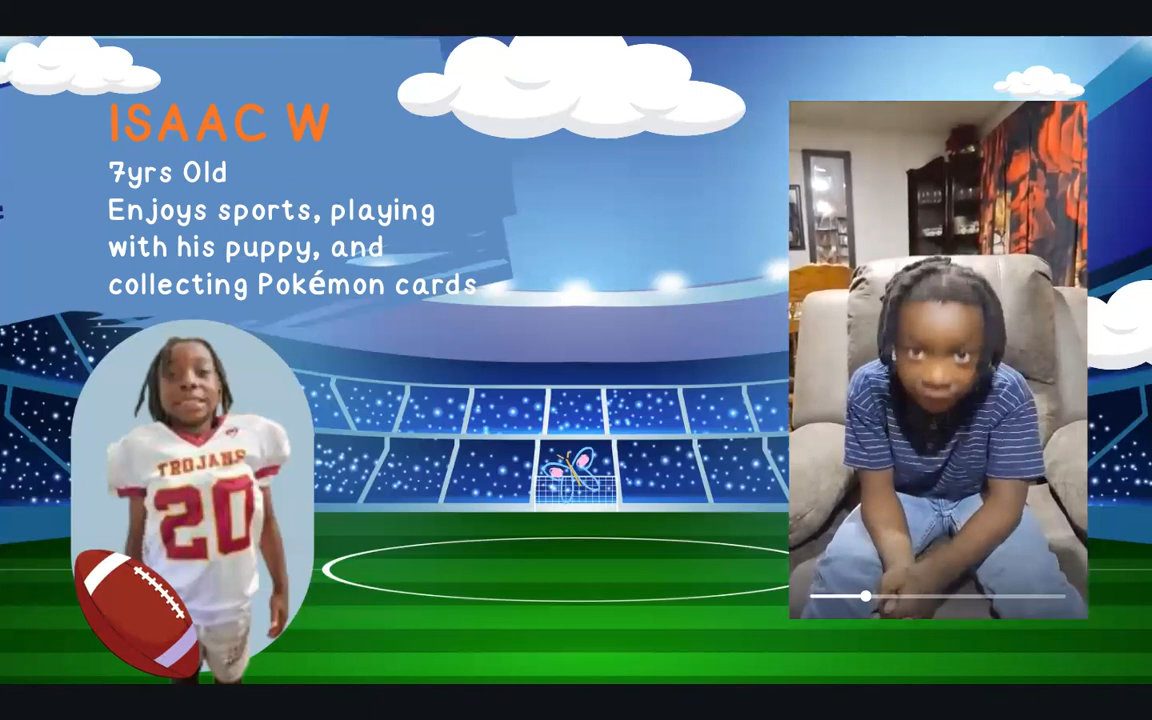 ISAAC W
7yrs Old
Enjoys sports, playing
with his puppy, and
collecting Pokémon cards
TROJANS
20